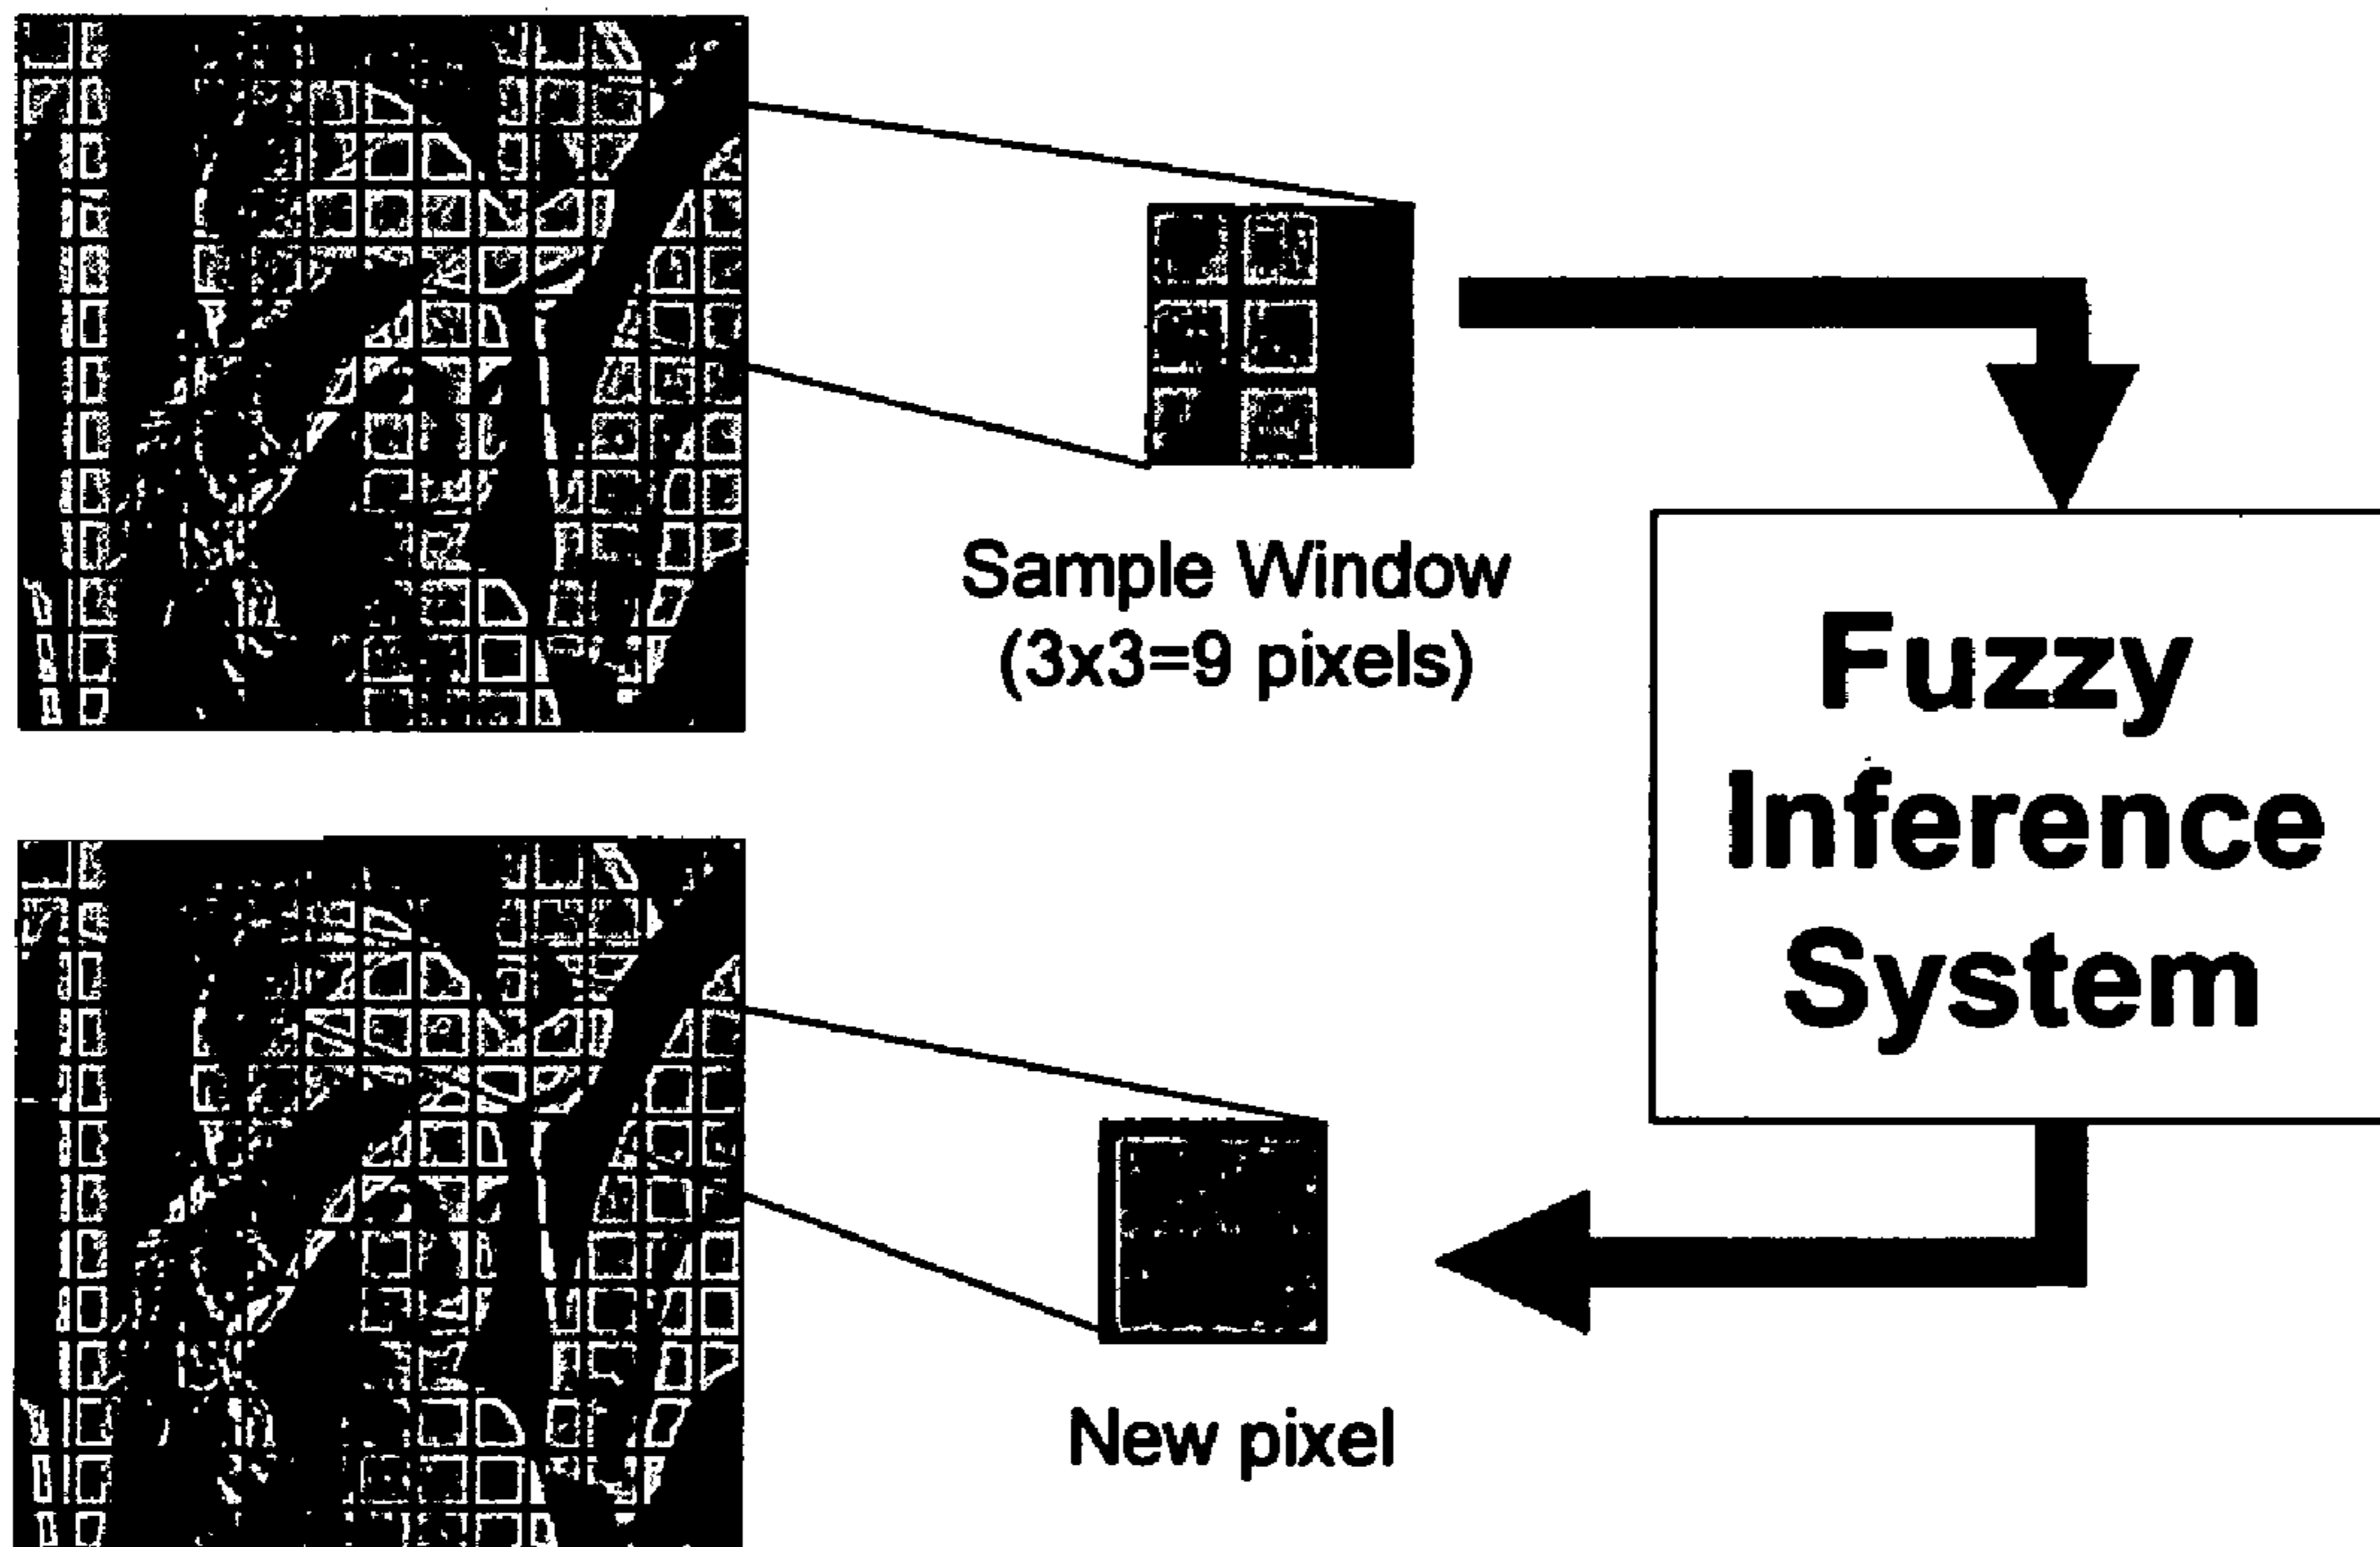 Sample Window
(3x3=9 pixels)
Fuzzy
Inference
System
New pixel